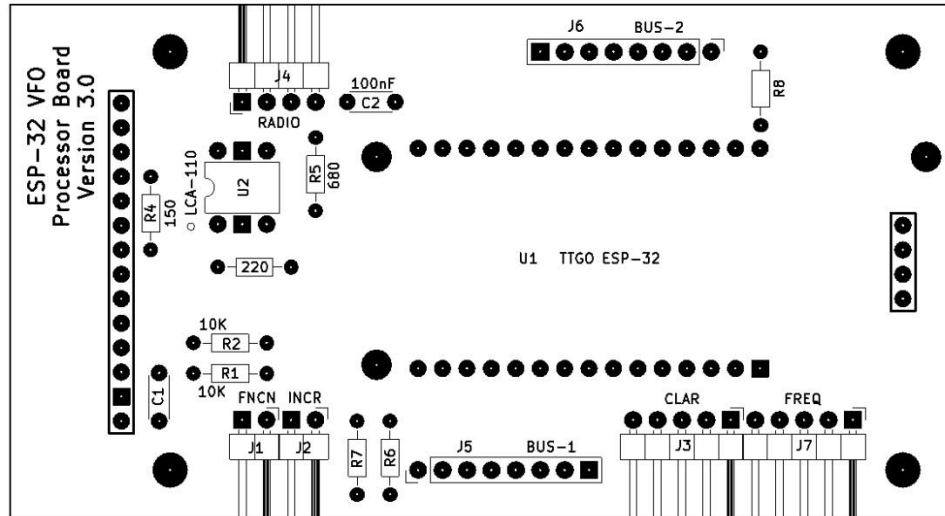 ESP-32 VFO
Processor Board
Version 3.0
J4
RADIO
100nF
C2
J6 BUS-2
R8
R4
150
LCA-110
U2
R5
680
220
U1 TTGO ESP-32
10K
R2
R1
10K
C1
FNCN INCR
J1 J2
R7
R6
J5 BUS-1
CLAR FREQ
J3 J7